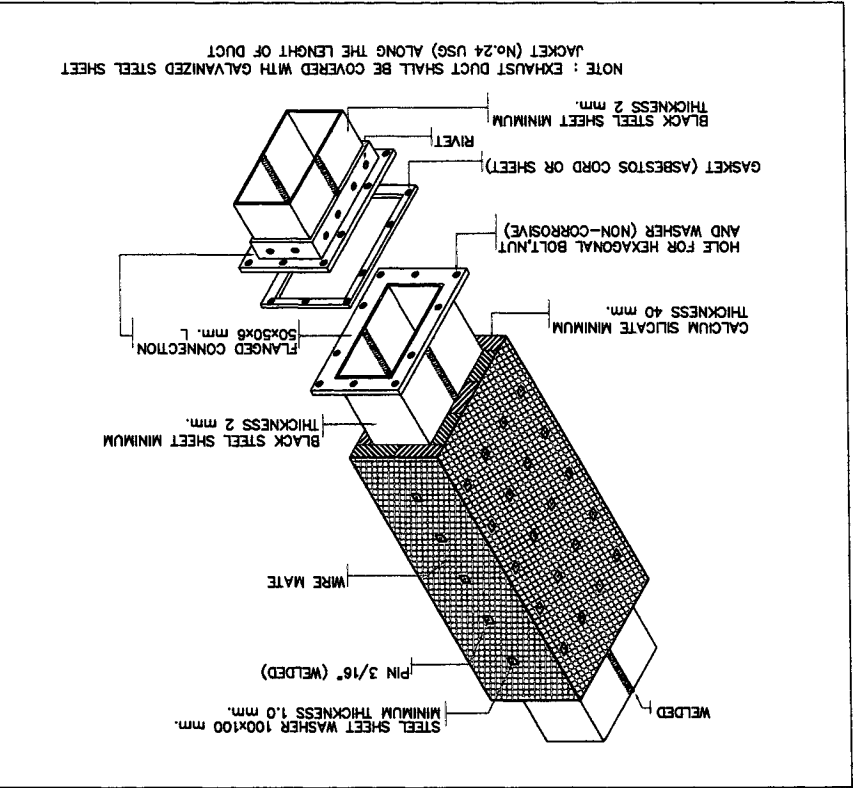 WELDED
STEEL SHEET WASHER 100x100 mm.
MINIMUM THICKNESS 1.0 mm.
PIN 3/16" (WELDED)
WIRE MATE
BLACK STEEL SHEET MINIMUM
THICKNESS 2 mm.
CALCIUM SILICATE MINIMUM
THICKNESS 40 mm.
FLANGED CONNECTION
50x50x6 mm. L
HOLE FOR HEXAGONAL BOLT,NUT
AND WASHER (NON-CORROSIVE)
GASKET (ASBESTOS CORD OR SHEET)
RIVET
BLACK STEEL SHEET MINIMUM
THICKNESS 2 mm.
NOTE : EXHAUST DUCT SHALL BE COVERED WITH GALVANIZED STEEL SHEET
JACKET (No.24 USG) ALONG THE LENGHT OF DUCT